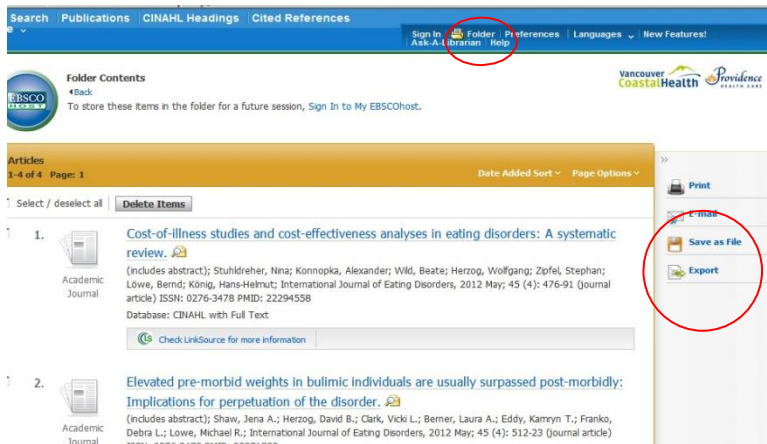 Search Publications CINAHL Headings Cited References
Sign In Folder Preferences Languages New Features!
Ask-A-Librarian Help
Folder Contents
Back
To store these items in the folder for a future session, Sign In to My EBSCOhost.
EBSCO
HOST
Vancouver
CoastalHealth
Providence
HEALTH CARE
Articles
1-4 of 4 Page: 1
Date Added Sort Page Options
Select / deselect all Delete Items
1.
Cost-of-illness studies and cost-effectiveness analyses in eating disorders: A systematic
review.
(includes abstract); Stuhldreher, Nina; Konnopka, Alexander; Wild, Beate; Herzog, Wolfgang; Zipfel, Stephan;
Löwe, Bernd; König, Hans-Helmut; International Journal of Eating Disorders, 2012 May; 45 (4): 476-91 (journal
article) ISSN: 0276-3478 PMID: 22294558
Database: CINAHL with Full Text
Academic
Journal
Check LinkSource for more information
2.
Elevated pre-morbid weights in bulimic individuals are usually surpassed post-morbidly:
Implications for perpetuation of the disorder.
(includes abstract); Shaw, Jena A.; Herzog, David B.; Clark, Vicki L.; Berner, Laura A.; Eddy, Kamryn T.; Franko,
Debra L.; Lowe, Michael R.; International Journal of Eating Disorders, 2012 May; 45 (4): 512-23 (journal article)
Academic
Journal
Print
E-mail
Save as File
Export